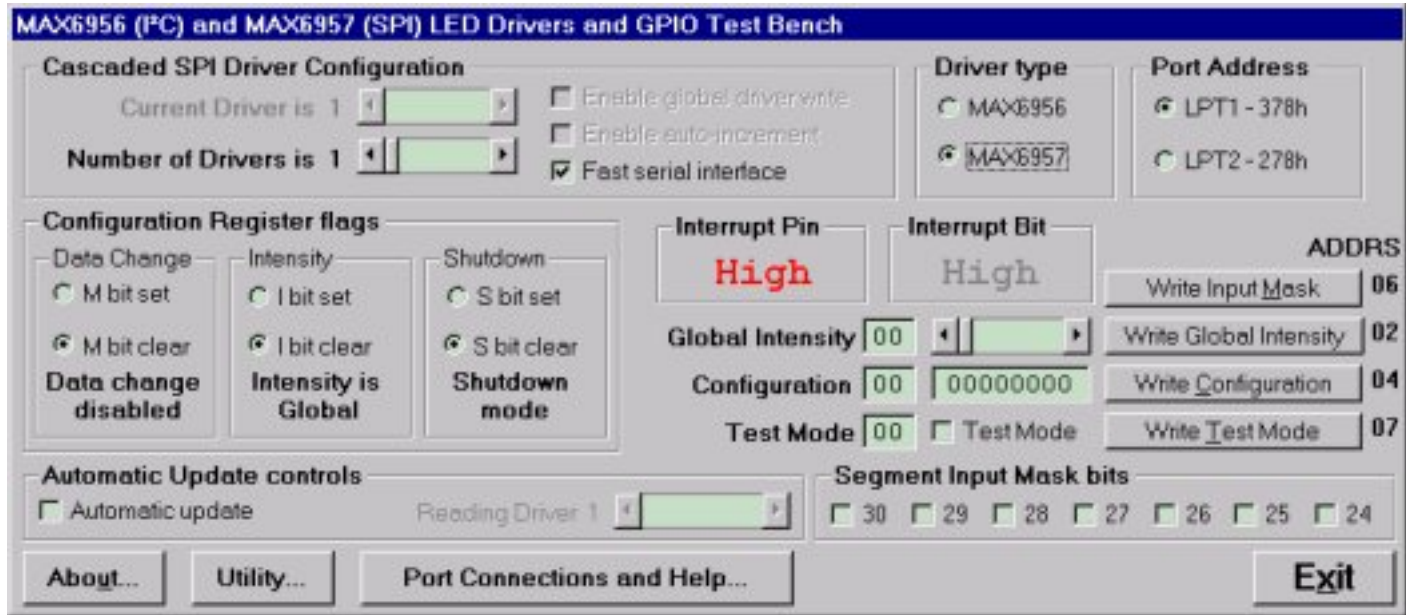 MAX6956 (I²C) and MAX6957 (SPI) LED Drivers and GPIO Test Bench
Cascaded SPI Driver Configuration
Current Driver is 1
Enable global driver write
Enable auto-increment
Number of Drivers is 1
Fast serial interface
Driver type
MAX6956
MAX6957
Port Address
LPT1 - 378h
LPT2 - 278h
Configuration Register flags
Data Change
M bit set
M bit clear
Data change
disabled
Intensity
I bit set
I bit clear
Intensity is
Global
Shutdown
S bit set
S bit clear
Shutdown
mode
Interrupt Pin
High
Interrupt Bit
High
ADDRS
Write Input Mask 06
Global Intensity 00 Write Global Intensity 02
Configuration 00 00000000 Write Configuration 04
Test Mode 00 Test Mode Write Test Mode 07
Automatic Update controls
Automatic update Reading Driver 1
Segment Input Mask bits
30 29 28 27 26 25 24
About... Utility... Port Connections and Help... Exit